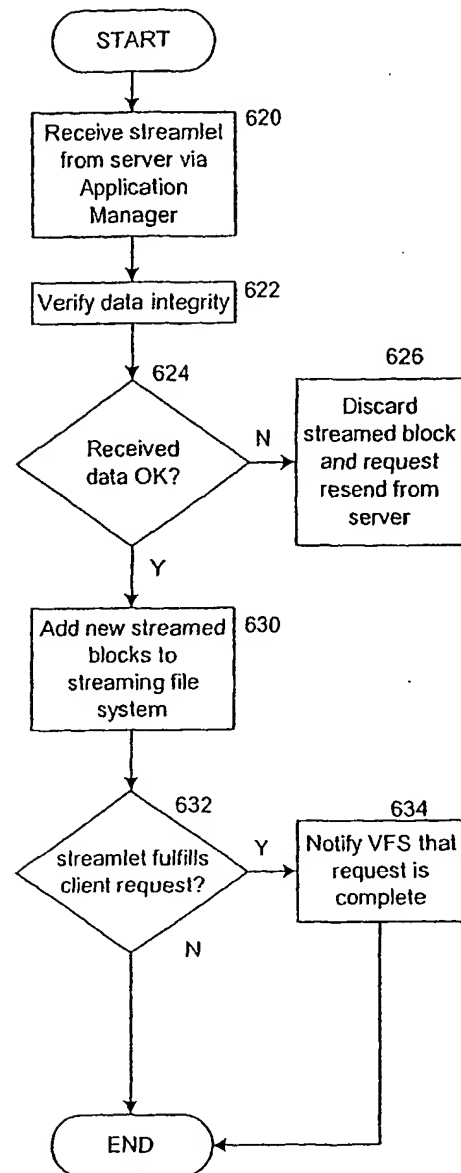 START
620
Receive streamlet
from server via
Application
Manager
Verify data integrity
622
624
Received
data OK?
N
626
Discard
streamed block
and request
resend from
server
Y
Add new streamed
blocks to
streaming file
system
630
632
streamlet fulfills
client request?
Y
634
Notify VFS that
request is
complete
N
END